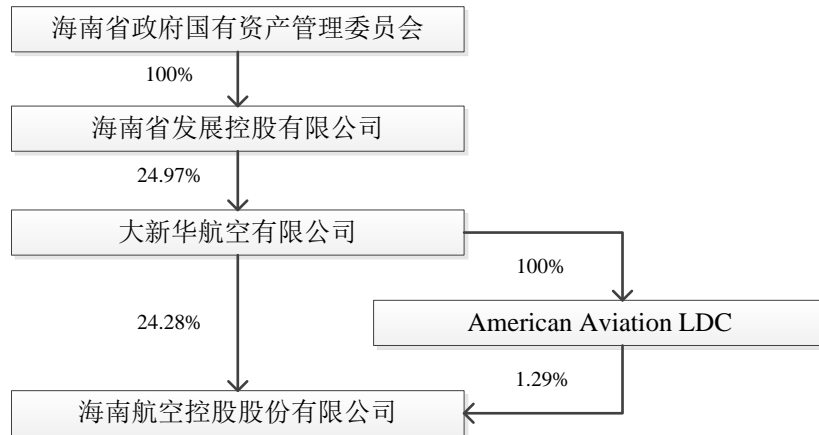 海南省政府国有资产管理委员会
100%
海南省发展控股有限公司
24.97%
大新华航空有限公司
100%
24.28%
American Aviation LDC
1.29%
海南航空控股股份有限公司